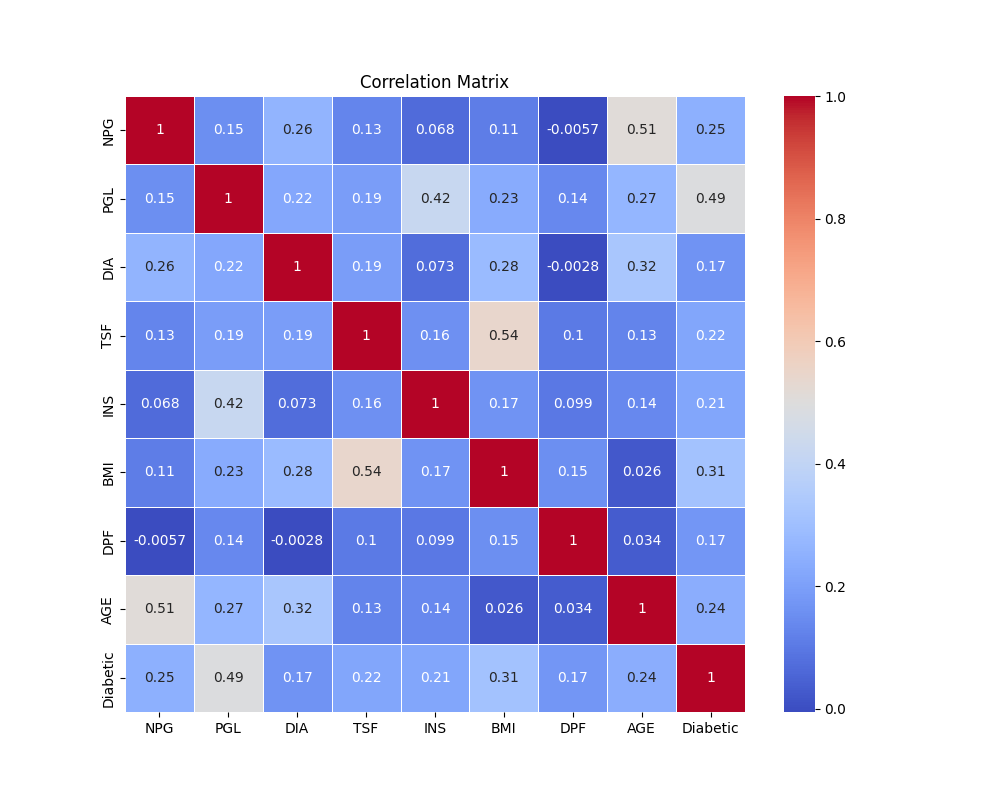 Correlation Matrix
NPG 1 0.15 0.26 0.13 0.068 0.11 -0.0057 0.51 0.25
PGL 0.15 1 0.22 0.19 0.42 0.23 0.14 0.27 0.49
DIA 0.26 0.22 1 0.19 0.073 0.28 -0.0028 0.32 0.17
TSF 0.13 0.19 0.19 1 0.16 0.54 0.1 0.13 0.22
INS 0.068 0.42 0.073 0.16 1 0.17 0.099 0.14 0.21
BMI 0.11 0.23 0.28 0.54 0.17 1 0.15 0.026 0.31
DPF -0.0057 0.14 -0.0028 0.1 0.099 0.15 1 0.034 0.17
AGE 0.51 0.27 0.32 0.13 0.14 0.026 0.034 1 0.24
Diabetic 0.25 0.49 0.17 0.22 0.21 0.31 0.17 0.24 1
NPG PGL DIA TSF INS BMI DPF AGE Diabetic
1.0
0.8
0.6
0.4
0.2
0.0